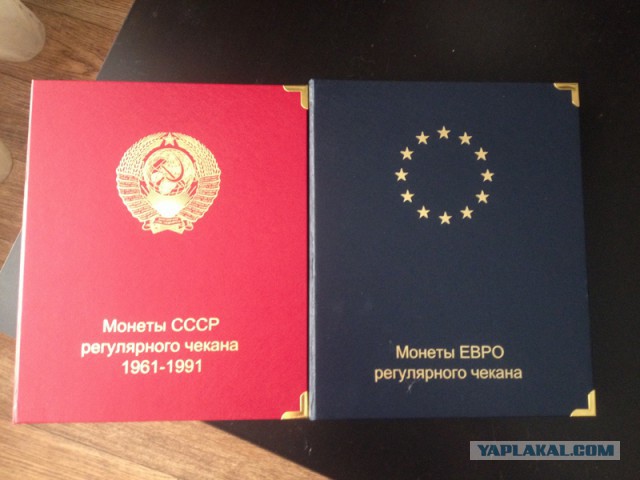 Монеты СССР
регулярного чекана
1961-1991
Монеты ЕВРО
регулярного чекана
YAPLAKAL.COM